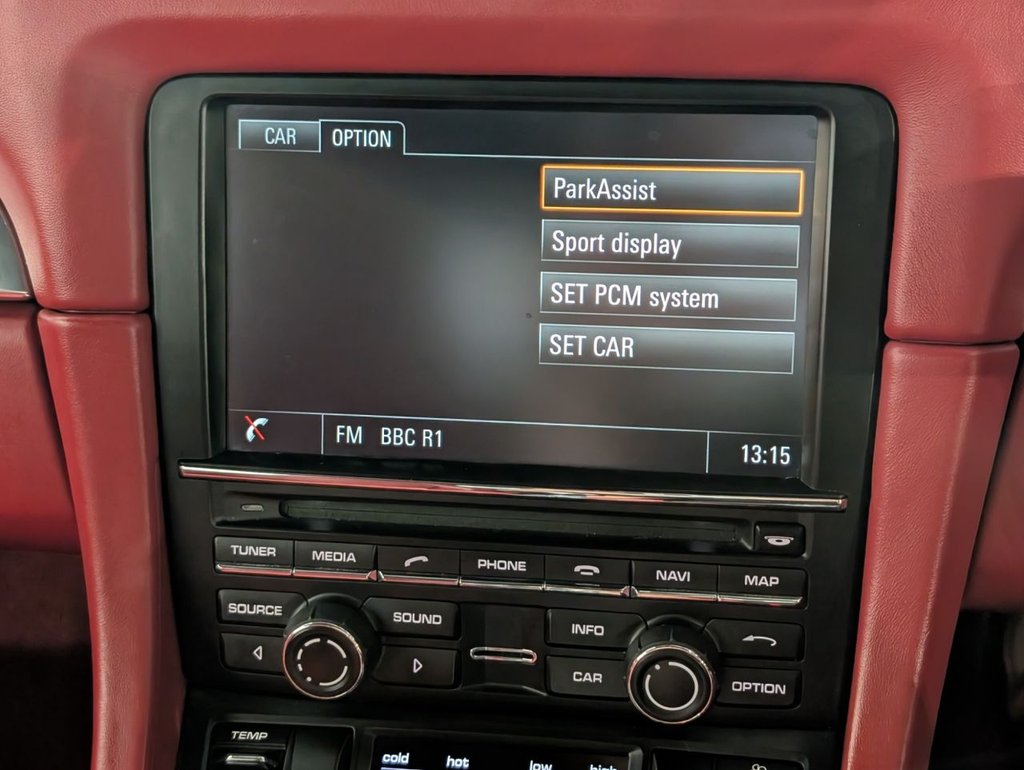 CAR OPTION
ParkAssist
Sport display
SET PCM system
SET CAR
FM BBC R1 13:15
TUNER MEDIA PHONE NAVI MAP
SOURCE SOUND INFO
CAR OPTION
TEMP
cold hot low high